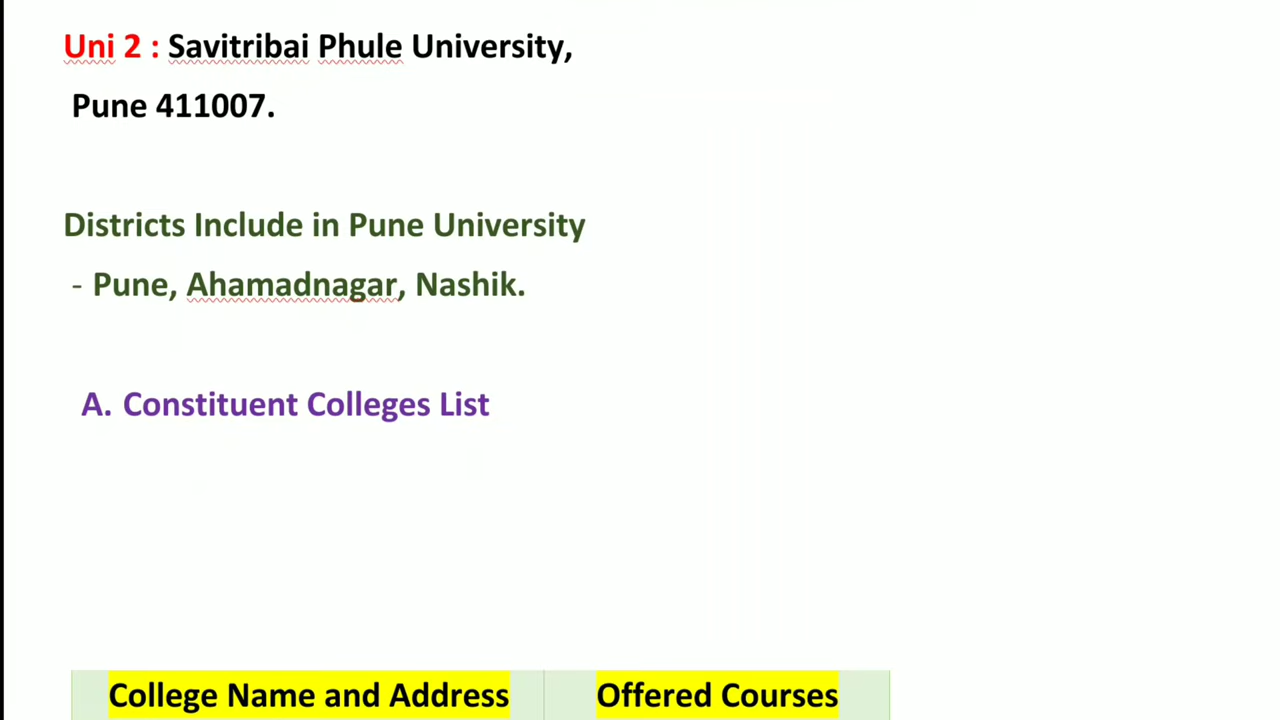 Uni 2 : Savitribai Phule University,
Pune 411007.
Districts Include in Pune University
- Pune, Ahamadnagar, Nashik.
A. Constituent Colleges List
College Name and Address Offered Courses